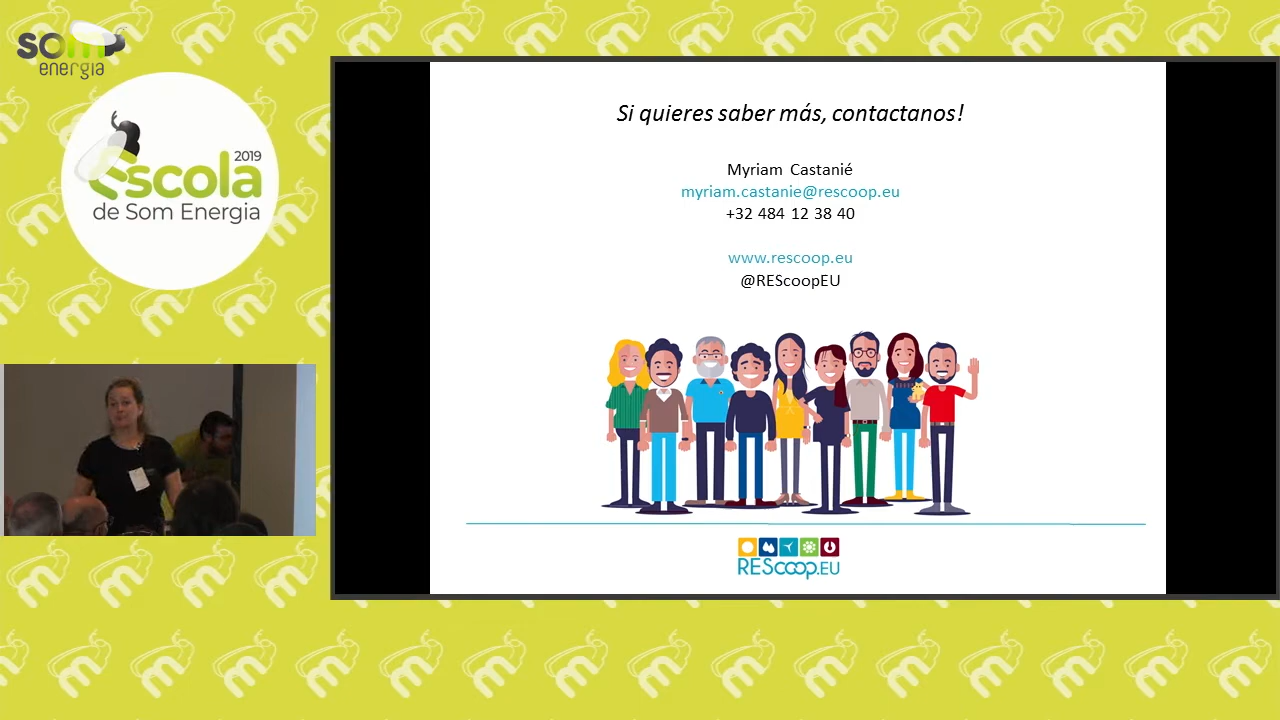 som
energia
2019
Escola
de Som Energia
Si quieres saber más, contactanos!
Myriam Castanié
myriam.castanie@rescoop.eu
+32 484 12 38 40
www.rescoop.eu
@REScoopEU
REScoop.EU